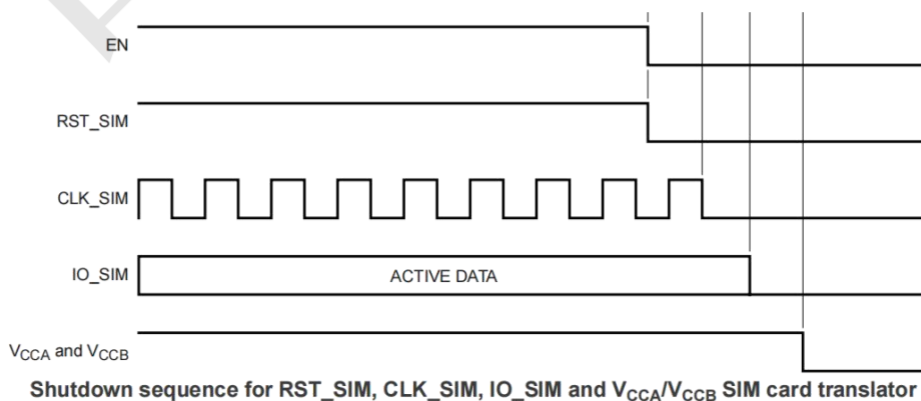 EN
RST_SIM
CLK_SIM
IO_SIM
ACTIVE DATA
VCCA and VCCB
Shutdown sequence for RST_SIM, CLK_SIM, IO_SIM and VCCA/VCCB SIM card translator